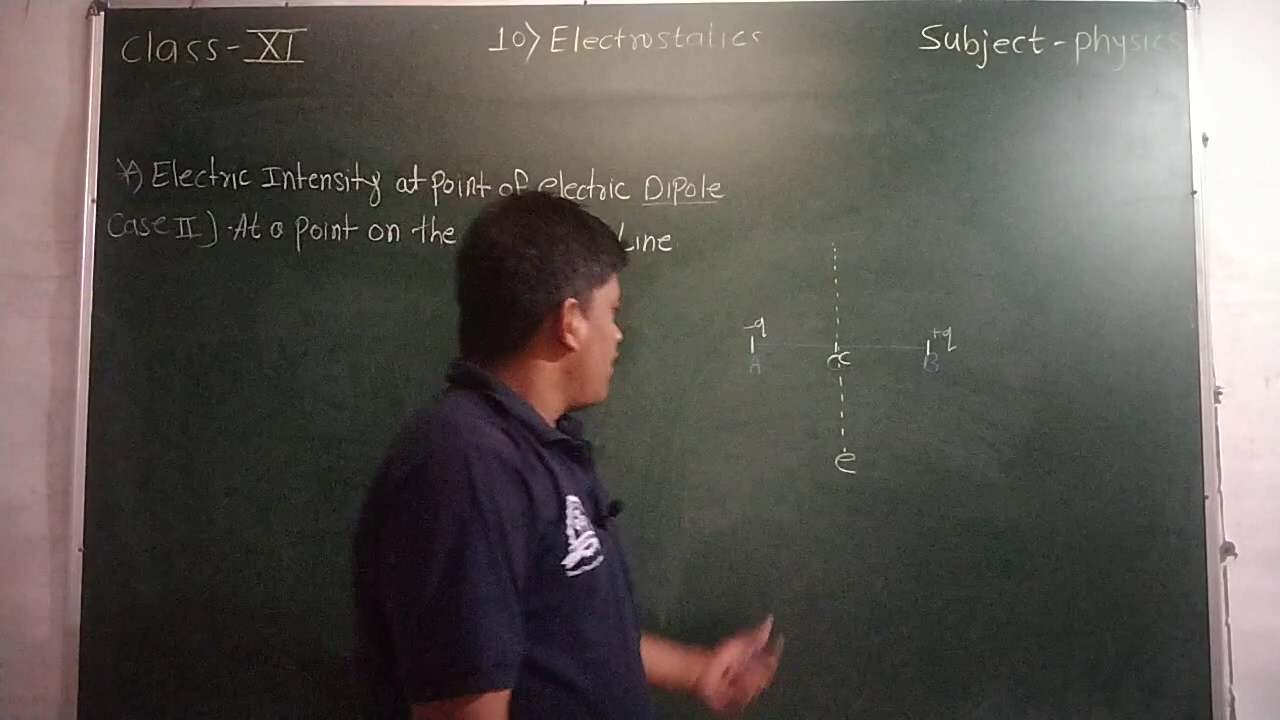 Class-XI
10) Electrostatics
Subject-physics
*) Electric Intensity at point of electric Dipole
Case II) At a point on the Line
-q
+q
A
B
e